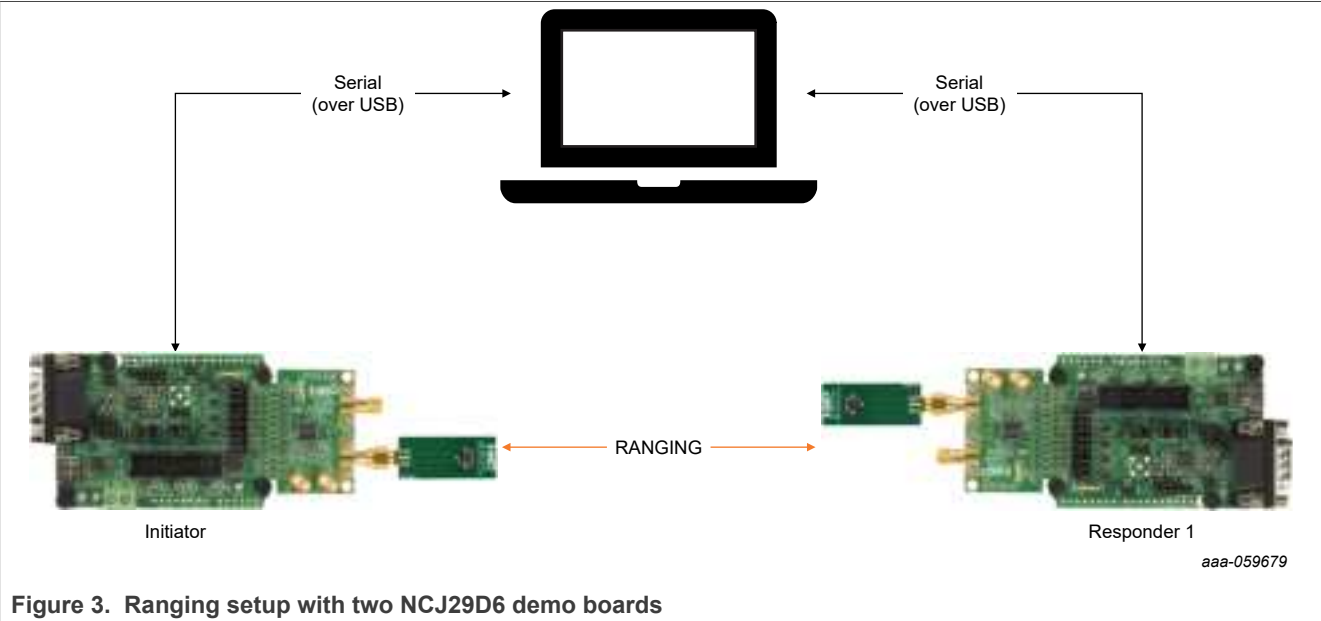 Serial
(over USB)
Serial
(over USB)
RANGING
Initiator
Responder 1
aaa-059679
Figure 3. Ranging setup with two NCJ29D6 demo boards